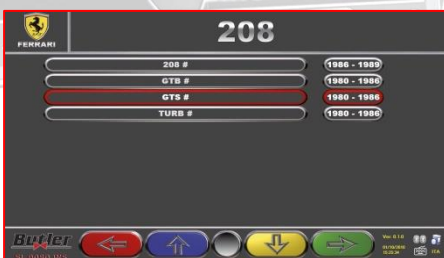 FERRARI
208
208 # 1986 - 1989
GTB # 1980 - 1986
GTS # 1980 - 1986
TURB # 1980 - 1986
Butler